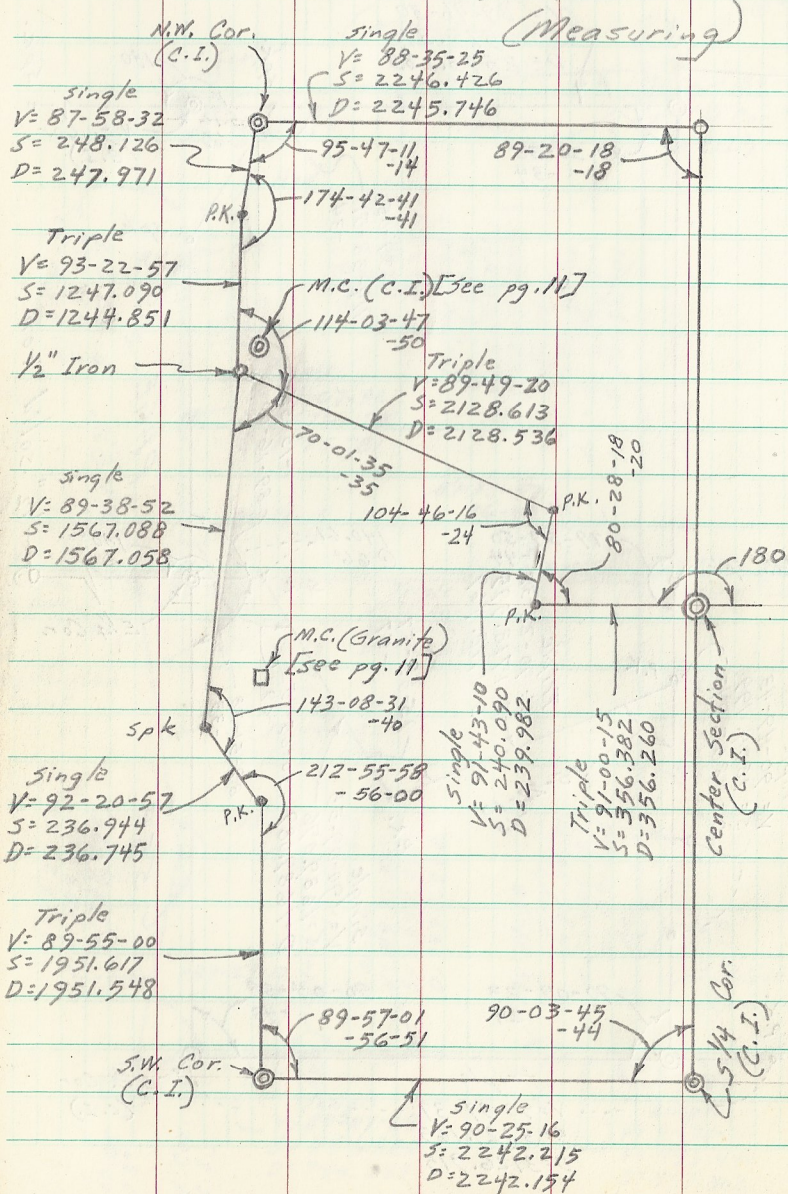 (Measuring)
N.W. Cor.
(C.I.)
single
V= 88-35-25
S= 2246.426
D= 2245.746
single
V= 87-58-32
S= 248.126
D= 247.971
95-47-11
-14
89-20-18
-18
P.K.
174-42-41
-41
Triple
V= 93-22-57
S= 1247.090
D= 1244.851
M.C. (C.I.) [see pg. 11]
114-03-47
-50
1/2" Iron
Triple
V= 89-49-20
S= 2128.613
D= 2128.536
70-01-35
-35
single
V= 89-38-52
S= 1567.088
D= 1567.058
104-46-16
-24
P.K.
80-28-18
-20
180
P.K.
M.C. (Granite)
[see pg. 11]
143-08-31
-40
Spk
212-55-58
-56-00
Single
V= 92-20-57
S= 236.944
D= 236.745
P.K.
Single
V= 91-43-10
S= 240.090
D= 239.982
Triple
V= 91-00-15
S= 356.382
D= 356.260
Center Section
(C.I.)
Triple
V= 89-55-00
S= 1951.617
D= 1951.548
89-57-01
-56-51
90-03-45
-44
S.W. Cor.
(C.I.)
S 1/4 Cor.
(C.I.)
single
V= 90-25-16
S= 2242.215
D= 2242.154